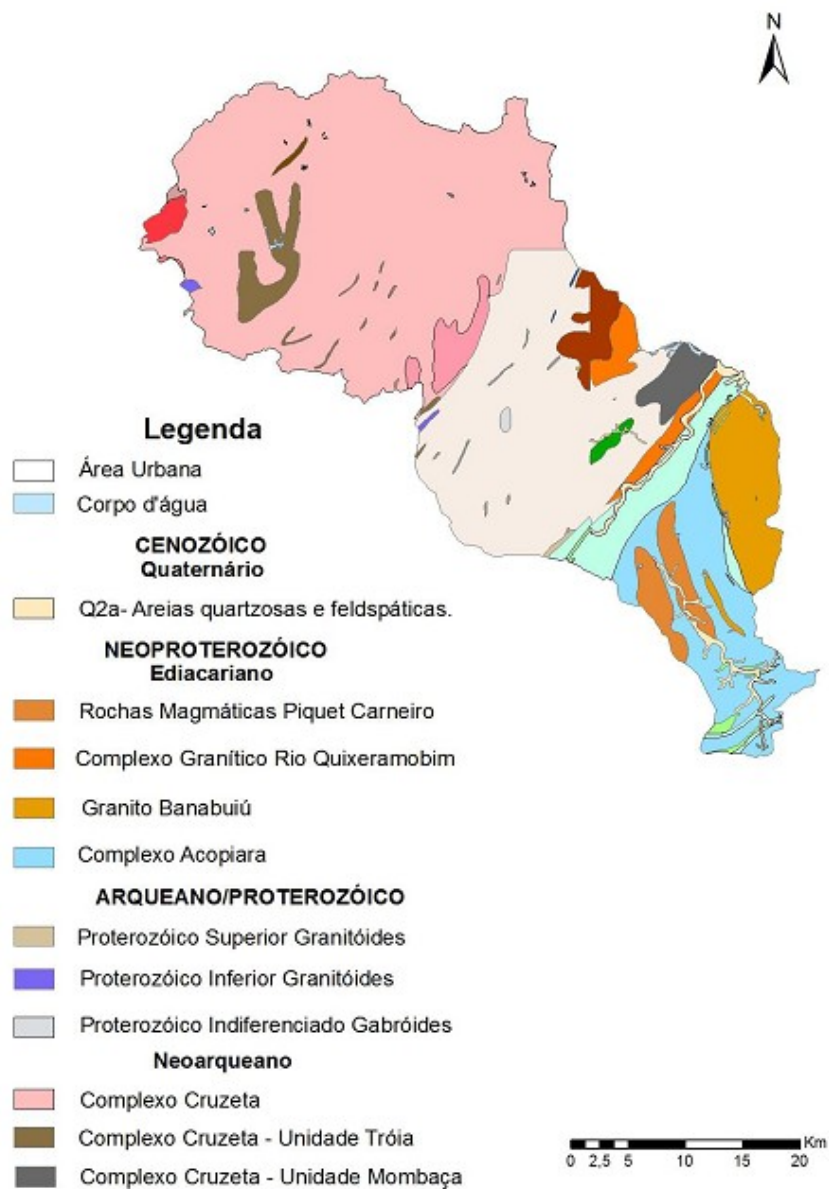 N
Legenda
Área Urbana
Corpo d'água
CENOZÓICO
Quaternário
Q2a- Areias quartzosas e feldspáticas.
NEOPROTEROZÓICO
Ediacariano
Rochas Magmáticas Piquet Carneiro
Complexo Granítico Rio Quixeramobim
Granito Banabuiú
Complexo Acopiara
ARQUEANO/PROTEROZÓICO
Proterozóico Superior Granitóides
Proterozóico Inferior Granitóides
Proterozóico Indiferenciado Gabróides
Neoarqueano
Complexo Cruzeta
Complexo Cruzeta - Unidade Tróia
Complexo Cruzeta - Unidade Mombaça
Km
0 2,5 5 10 15 20